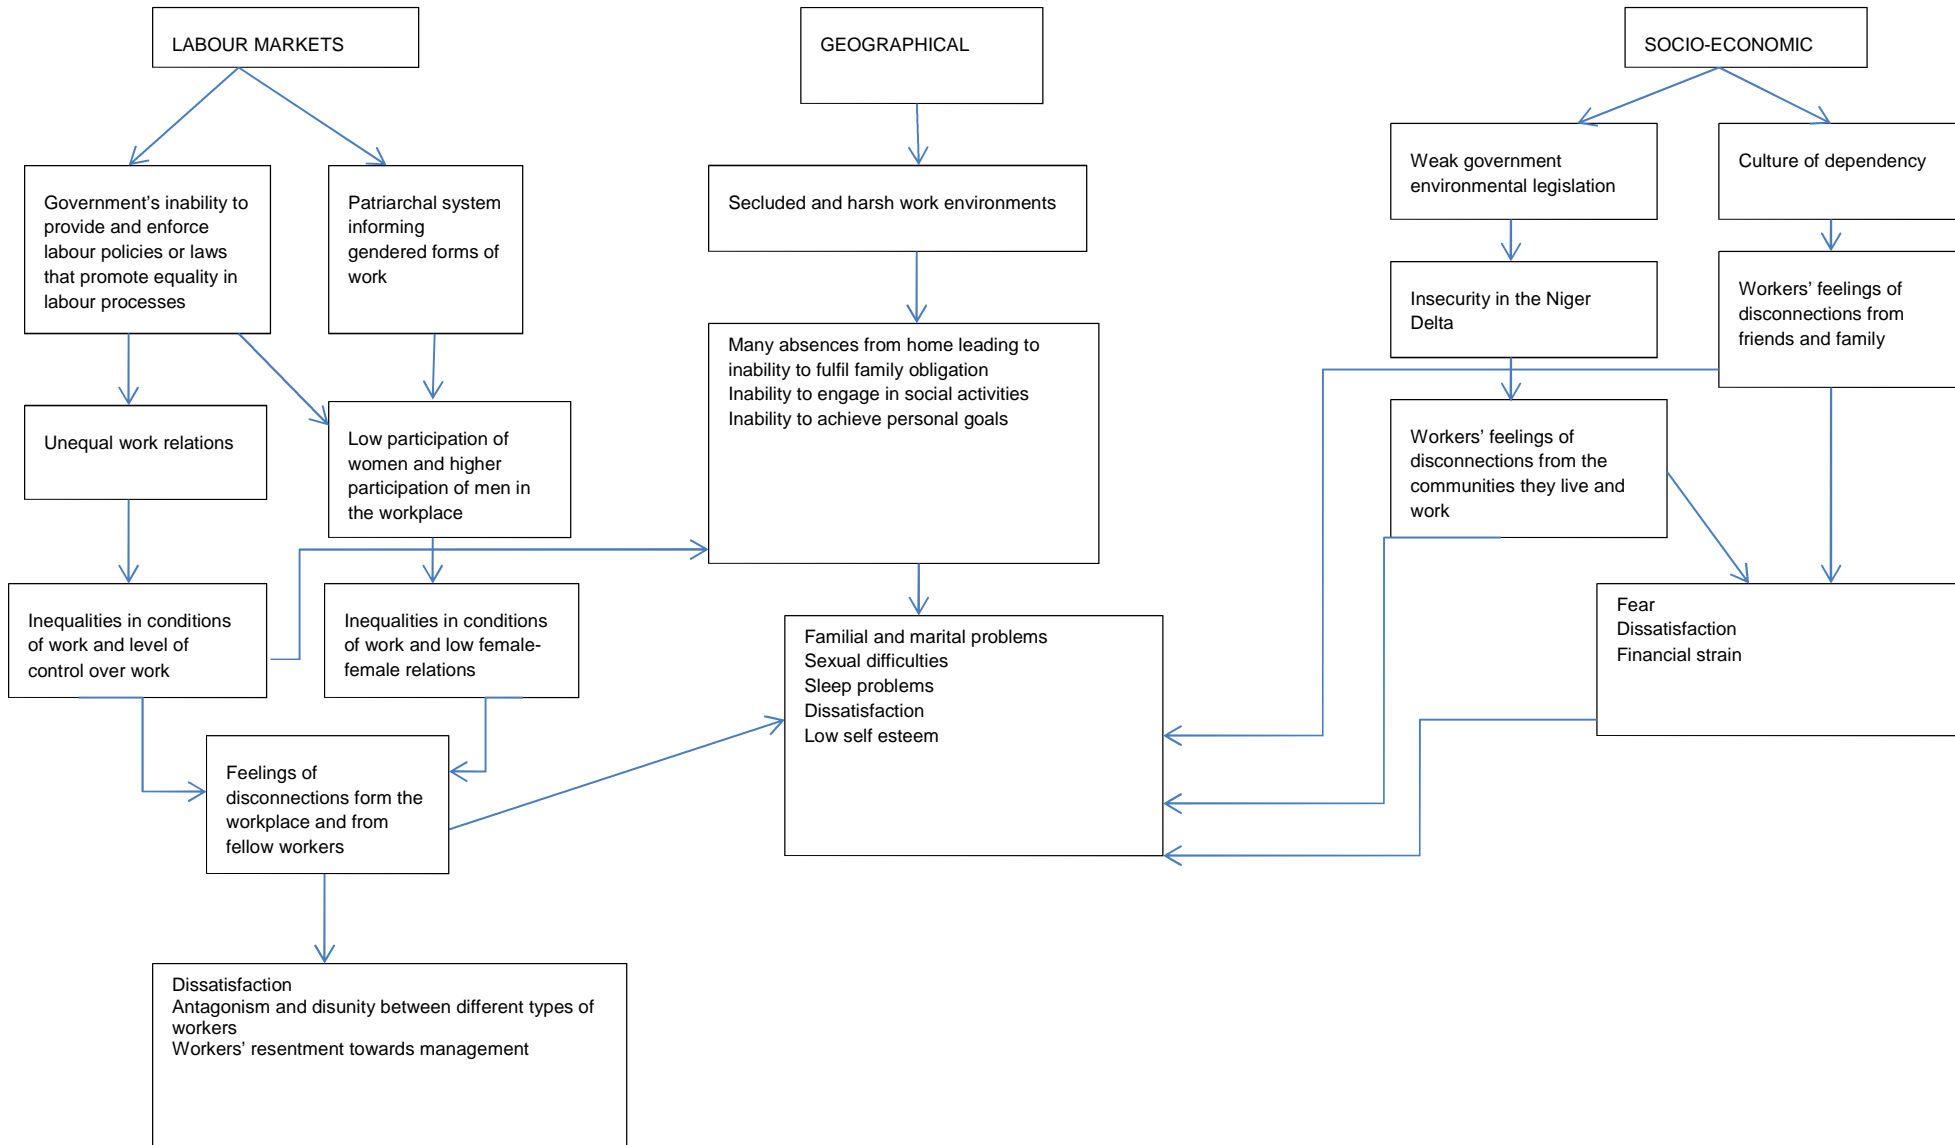 LABOUR MARKETS
GEOGRAPHICAL
SOCIO-ECONOMIC
Government’s inability to
provide and enforce
labour policies or laws
that promote equality in
labour processes
Patriarchal system
informing
gendered forms of
work
Secluded and harsh work environments
Weak government
environmental legislation
Culture of dependency
Insecurity in the Niger
Delta
Workers’ feelings of
disconnections from
friends and family
Many absences from home leading to
inability to fulfil family obligation
Inability to engage in social activities
Inability to achieve personal goals
Unequal work relations
Low participation of
women and higher
participation of men in
the workplace
Workers’ feelings of
disconnections from the
communities they live and
work
Inequalities in conditions
of work and level of
control over work
Inequalities in conditions
of work and low female-
female relations
Familial and marital problems
Sexual difficulties
Sleep problems
Dissatisfaction
Low self esteem
Fear
Dissatisfaction
Financial strain
Feelings of
disconnections form the
workplace and from
fellow workers
Dissatisfaction
Antagonism and disunity between different types of
workers
Workers’ resentment towards management